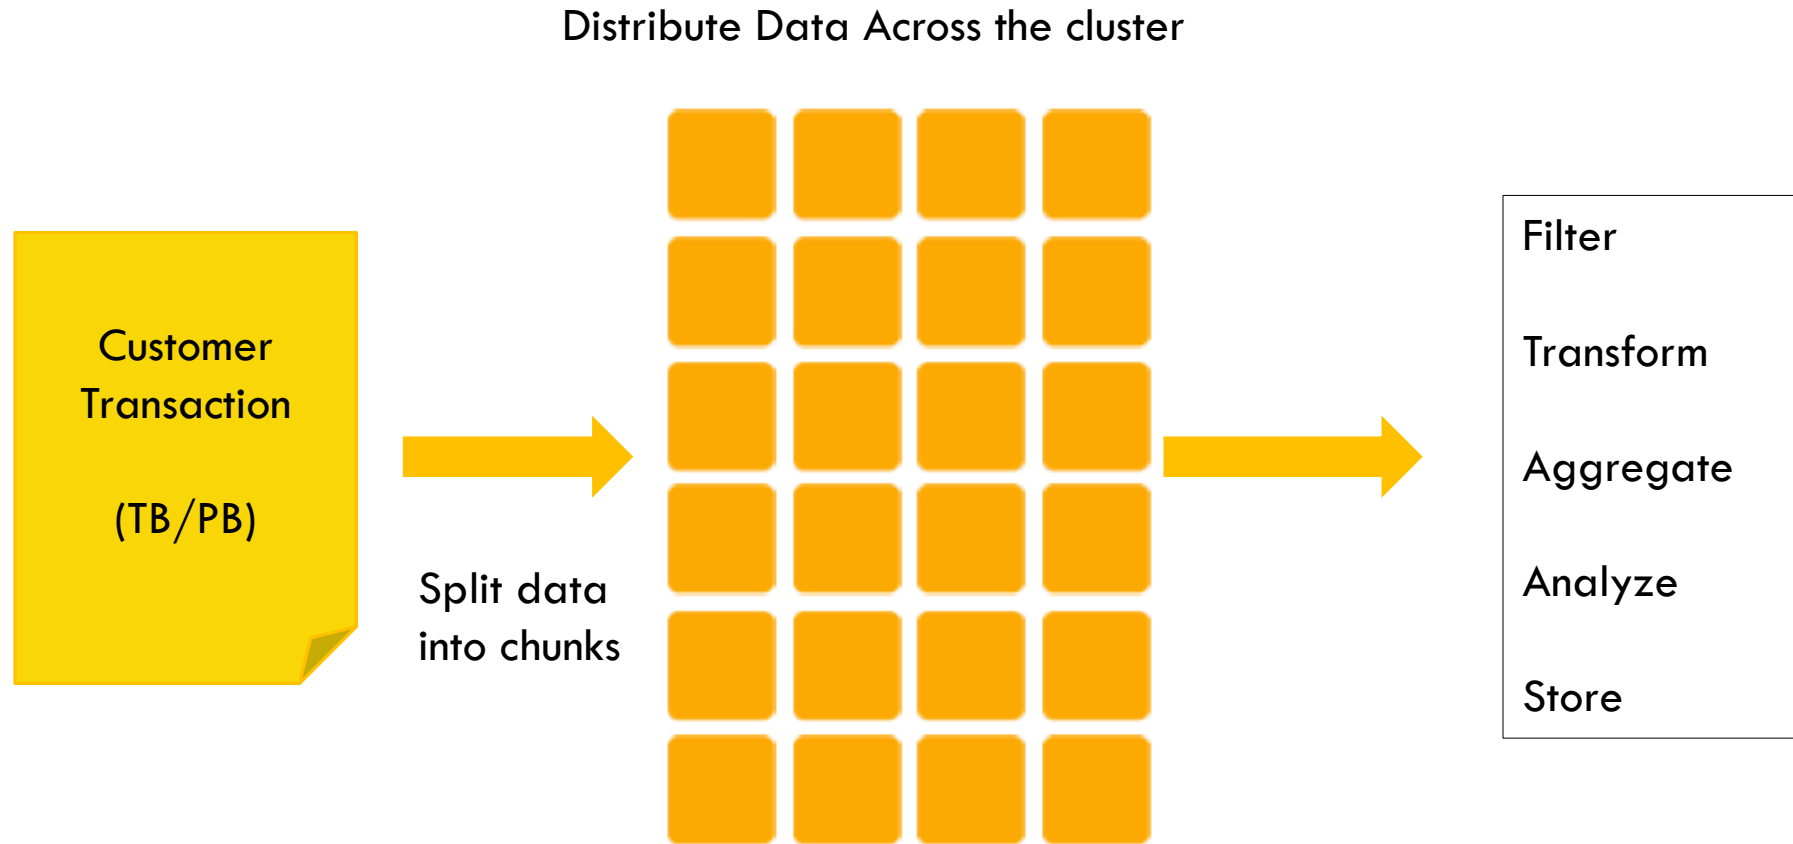 Distribute Data Across the cluster
Customer
Transaction
(TB/PB)
Split data
into chunks
Filter
Transform
Aggregate
Analyze
Store